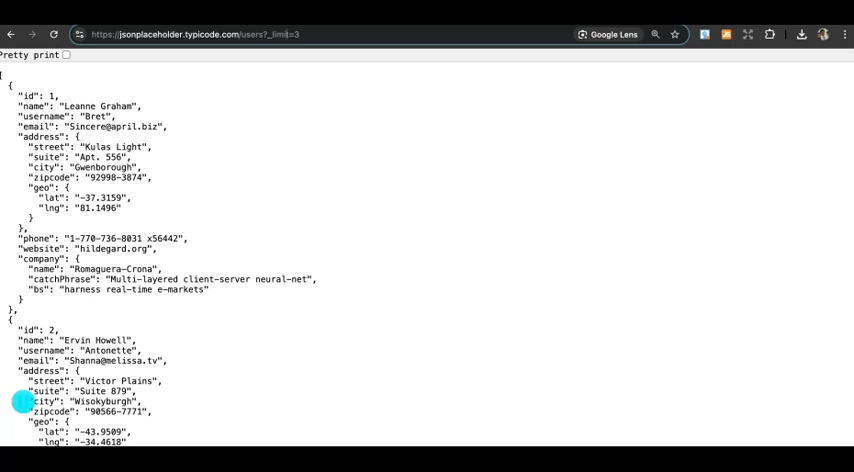 https://jsonplaceholder.typicode.com/users?_limit=3
Google Lens
Pretty print
[
{
"id": 1,
"name": "Leanne Graham",
"username": "Bret",
"email": "Sincere@april.biz",
"address": {
"street": "Kulas Light",
"suite": "Apt. 556",
"city": "Gwenborough",
"zipcode": "92998-3874",
"geo": {
"lat": "-37.3159",
"lng": "81.1496"
}
},
"phone": "1-770-736-8031 x56442",
"website": "hildegard.org",
"company": {
"name": "Romaguera-Crona",
"catchPhrase": "Multi-layered client-server neural-net",
"bs": "harness real-time e-markets"
}
},
{
"id": 2,
"name": "Ervin Howell",
"username": "Antonette",
"email": "Shanna@melissa.tv",
"address": {
"street": "Victor Plains",
"suite": "Suite 879",
"city": "Wisokyburgh",
"zipcode": "90566-7771",
"geo": {
"lat": "-43.9509",
"lng": "-34.4618"